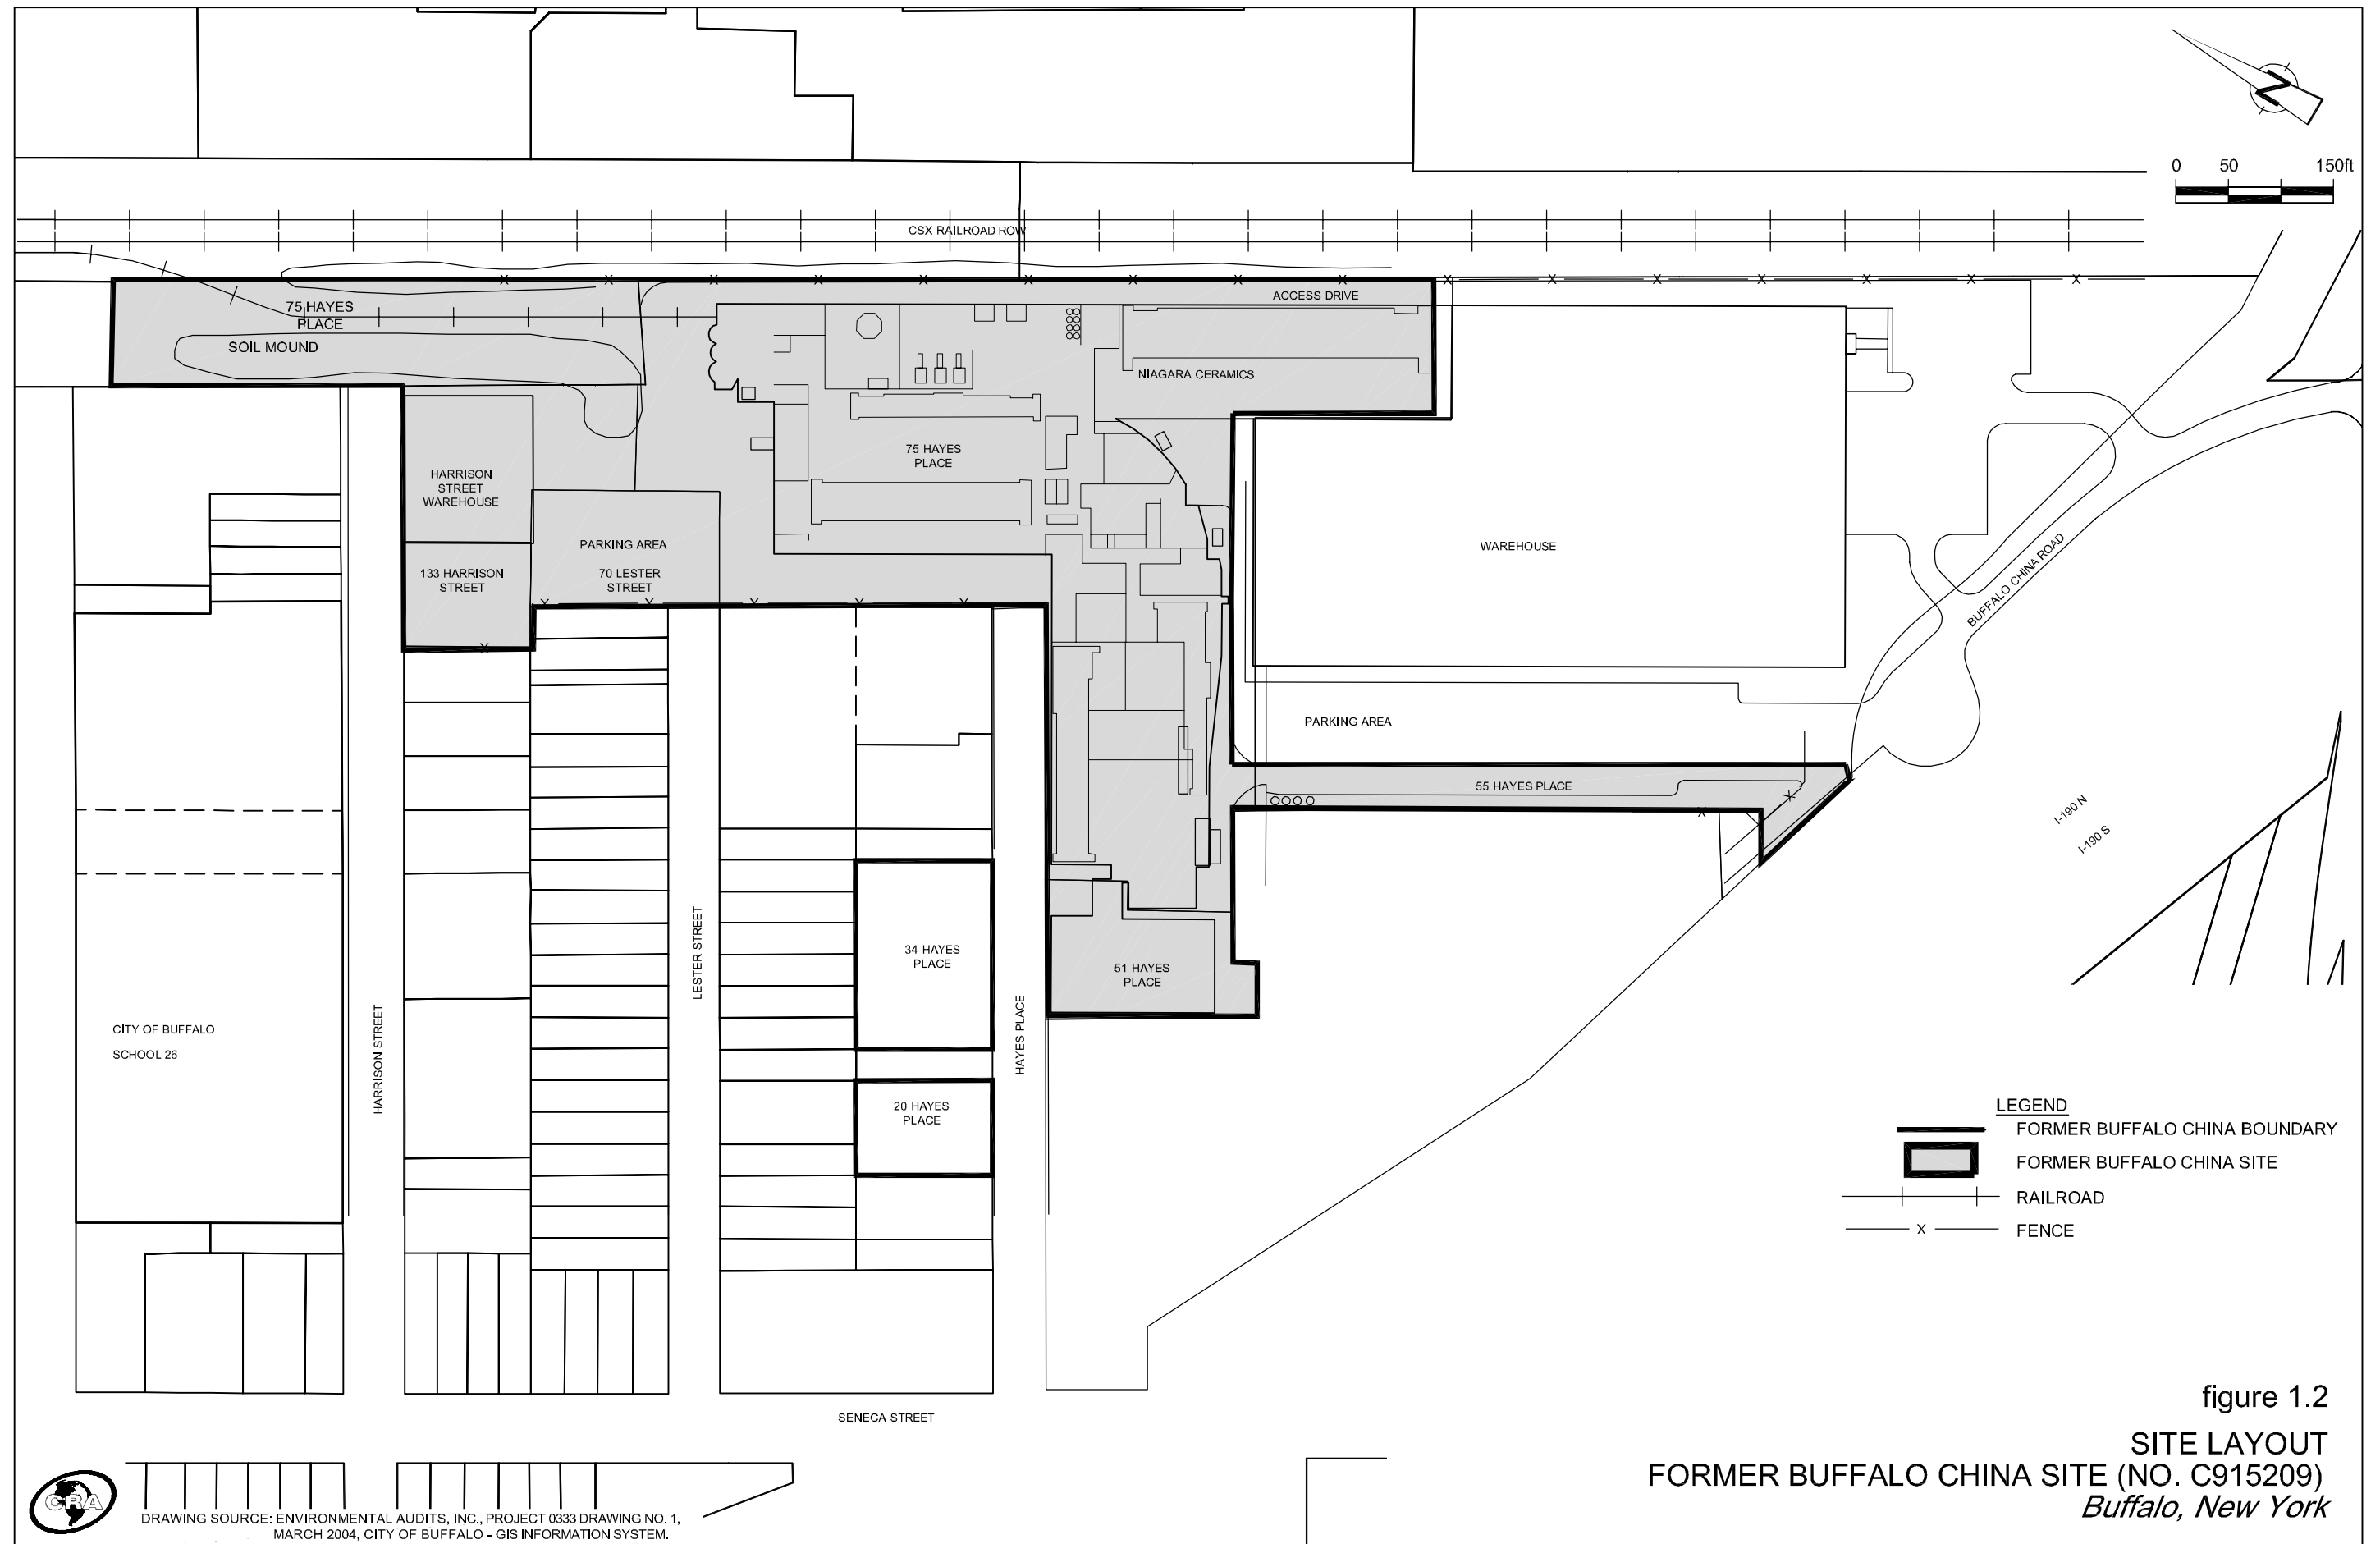 N
0 50 150ft
CSX RAILROAD ROW
75 HAYES
PLACE
ACCESS DRIVE
SOIL MOUND
NIAGARA CERAMICS
75 HAYES
PLACE
HARRISON
STREET
WAREHOUSE
PARKING AREA
WAREHOUSE
133 HARRISON
STREET
70 LESTER
STREET
BUFFALO CHINA ROAD
PARKING AREA
55 HAYES PLACE
I-190 N
I-190 S
34 HAYES
PLACE
LESTER STREET
51 HAYES
PLACE
CITY OF BUFFALO
SCHOOL 26
HARRISON STREET
HAYES PLACE
20 HAYES
PLACE
LEGEND
FORMER BUFFALO CHINA BOUNDARY
FORMER BUFFALO CHINA SITE
RAILROAD
X FENCE
SENECA STREET
figure 1.2
SITE LAYOUT
FORMER BUFFALO CHINA SITE (NO. C915209)
Buffalo, New York
CRA
DRAWING SOURCE: ENVIRONMENTAL AUDITS, INC., PROJECT 0333 DRAWING NO. 1,
MARCH 2004, CITY OF BUFFALO - GIS INFORMATION SYSTEM.